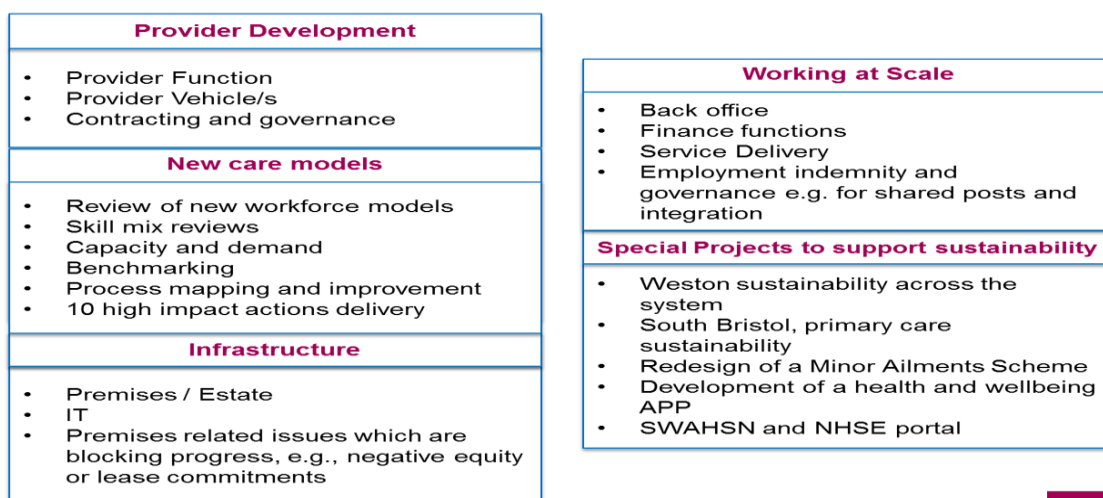 Provider Development
• Provider Function
• Provider Vehicle/s
• Contracting and governance
New care models
• Review of new workforce models
• Skill mix reviews
• Capacity and demand
• Benchmarking
• Process mapping and improvement
• 10 high impact actions delivery
Infrastructure
• Premises / Estate
• IT
• Premises related issues which are
blocking progress, e.g., negative equity
or lease commitments
Working at Scale
• Back office
• Finance functions
• Service Delivery
• Employment indemnity and
governance e.g. for shared posts and
integration
Special Projects to support sustainability
• Weston sustainability across the
system
• South Bristol, primary care
sustainability
• Redesign of a Minor Ailments Scheme
• Development of a health and wellbeing
APP
• SWAHSN and NHSE portal